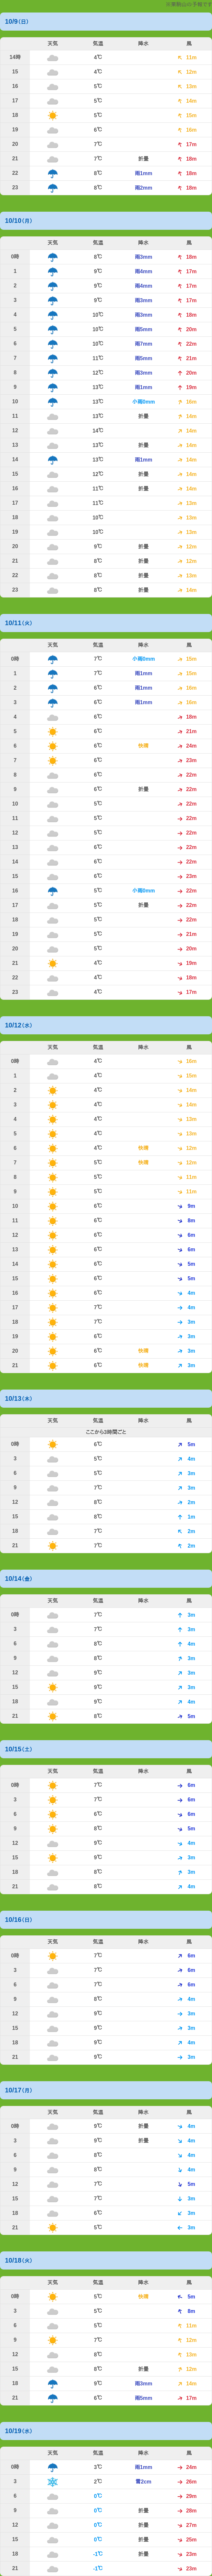 ※乗鞍山の予報です
10/9（日）
天気 気温 降水 風
14時 4℃ 11m
15 4℃ 12m
16 5℃ 13m
17 5℃ 14m
18 5℃ 15m
19 6℃ 16m
20 7℃ 17m
21 7℃ 折畳 18m
22 8℃ 雨1mm 18m
23 8℃ 雨2mm 18m
10/10（月）
天気 気温 降水 風
0時 8℃ 雨3mm 18m
1 9℃ 雨4mm 17m
2 9℃ 雨4mm 17m
3 9℃ 雨3mm 17m
4 10℃ 雨3mm 18m
5 10℃ 雨5mm 20m
6 10℃ 雨7mm 22m
7 11℃ 雨5mm 21m
8 12℃ 雨3mm 20m
9 13℃ 雨1mm 19m
10 13℃ 小雨0mm 16m
11 13℃ 折畳 14m
12 14℃ 14m
13 13℃ 折畳 14m
14 13℃ 雨1mm 14m
15 12℃ 折畳 14m
16 11℃ 折畳 14m
17 11℃ 13m
18 10℃ 13m
19 10℃ 13m
20 9℃ 折畳 12m
21 8℃ 折畳 12m
22 8℃ 折畳 13m
23 8℃ 折畳 14m
10/11（火）
天気 気温 降水 風
0時 7℃ 小雨0mm 15m
1 7℃ 雨1mm 15m
2 6℃ 雨1mm 16m
3 6℃ 雨1mm 16m
4 6℃ 18m
5 6℃ 21m
6 6℃ 快晴 24m
7 6℃ 23m
8 6℃ 22m
9 6℃ 折畳 22m
10 5℃ 22m
11 5℃ 22m
12 5℃ 22m
13 6℃ 22m
14 6℃ 22m
15 6℃ 23m
16 5℃ 小雨0mm 22m
17 5℃ 折畳 22m
18 5℃ 22m
19 5℃ 21m
20 5℃ 20m
21 4℃ 19m
22 4℃ 18m
23 4℃ 17m
10/12（水）
天気 気温 降水 風
0時 4℃ 16m
1 4℃ 15m
2 4℃ 14m
3 4℃ 14m
4 4℃ 13m
5 4℃ 13m
6 4℃ 快晴 12m
7 5℃ 快晴 12m
8 5℃ 11m
9 5℃ 11m
10 6℃ 9m
11 6℃ 8m
12 6℃ 6m
13 6℃ 6m
14 6℃ 5m
15 6℃ 5m
16 6℃ 4m
17 7℃ 4m
18 7℃ 3m
19 6℃ 3m
20 6℃ 快晴 3m
21 6℃ 快晴 3m
10/13（木）
天気 気温 降水 風
ここから3時間ごと
0時 6℃ 5m
3 5℃ 4m
6 5℃ 3m
9 7℃ 3m
12 8℃ 2m
15 8℃ 1m
18 7℃ 2m
21 7℃ 2m
10/14（金）
天気 気温 降水 風
0時 7℃ 3m
3 7℃ 3m
6 8℃ 4m
9 8℃ 3m
12 9℃ 3m
15 9℃ 3m
18 9℃ 4m
21 8℃ 5m
10/15（土）
天気 気温 降水 風
0時 7℃ 6m
3 7℃ 6m
6 6℃ 6m
9 8℃ 5m
12 9℃ 4m
15 9℃ 3m
18 8℃ 3m
21 8℃ 4m
10/16（日）
天気 気温 降水 風
0時 7℃ 6m
3 7℃ 6m
6 7℃ 6m
9 8℃ 4m
12 9℃ 3m
15 9℃ 3m
18 9℃ 4m
21 9℃ 3m
10/17（月）
天気 気温 降水 風
0時 9℃ 折畳 4m
3 9℃ 折畳 4m
6 8℃ 4m
9 8℃ 4m
12 7℃ 5m
15 7℃ 3m
18 6℃ 3m
21 5℃ 3m
10/18（火）
天気 気温 降水 風
0時 5℃ 快晴 5m
3 5℃ 8m
6 5℃ 11m
9 7℃ 12m
12 8℃ 13m
15 8℃ 折畳 12m
18 9℃ 雨3mm 14m
21 6℃ 雨5mm 17m
10/19（水）
天気 気温 降水 風
0時 3℃ 雨1mm 24m
3 2℃ 雪2cm 26m
6 0℃ 29m
9 0℃ 折畳 28m
12 0℃ 折畳 27m
15 0℃ 折畳 25m
18 -1℃ 折畳 23m
21 -1℃ 23m